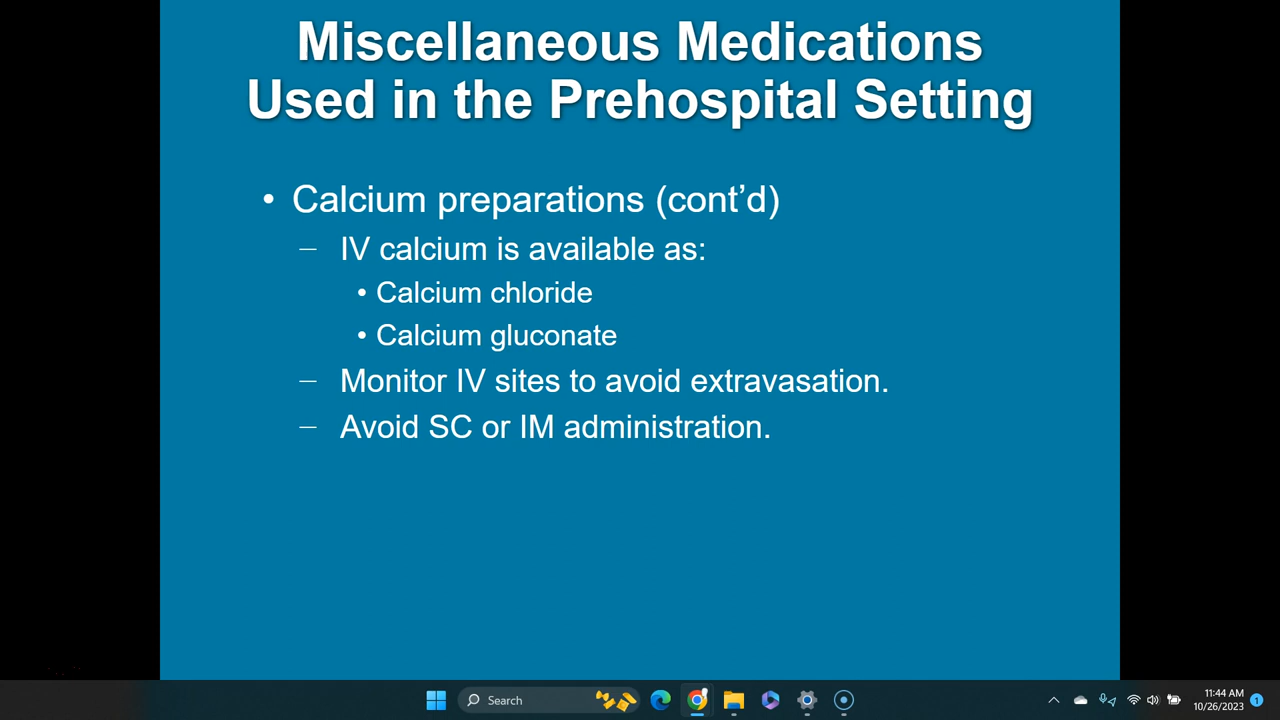 Miscellaneous Medications
Used in the Prehospital Setting
• Calcium preparations (cont’d)
– IV calcium is available as:
• Calcium chloride
• Calcium gluconate
– Monitor IV sites to avoid extravasation.
– Avoid SC or IM administration.
Search
11:44 AM
10/26/2023
1